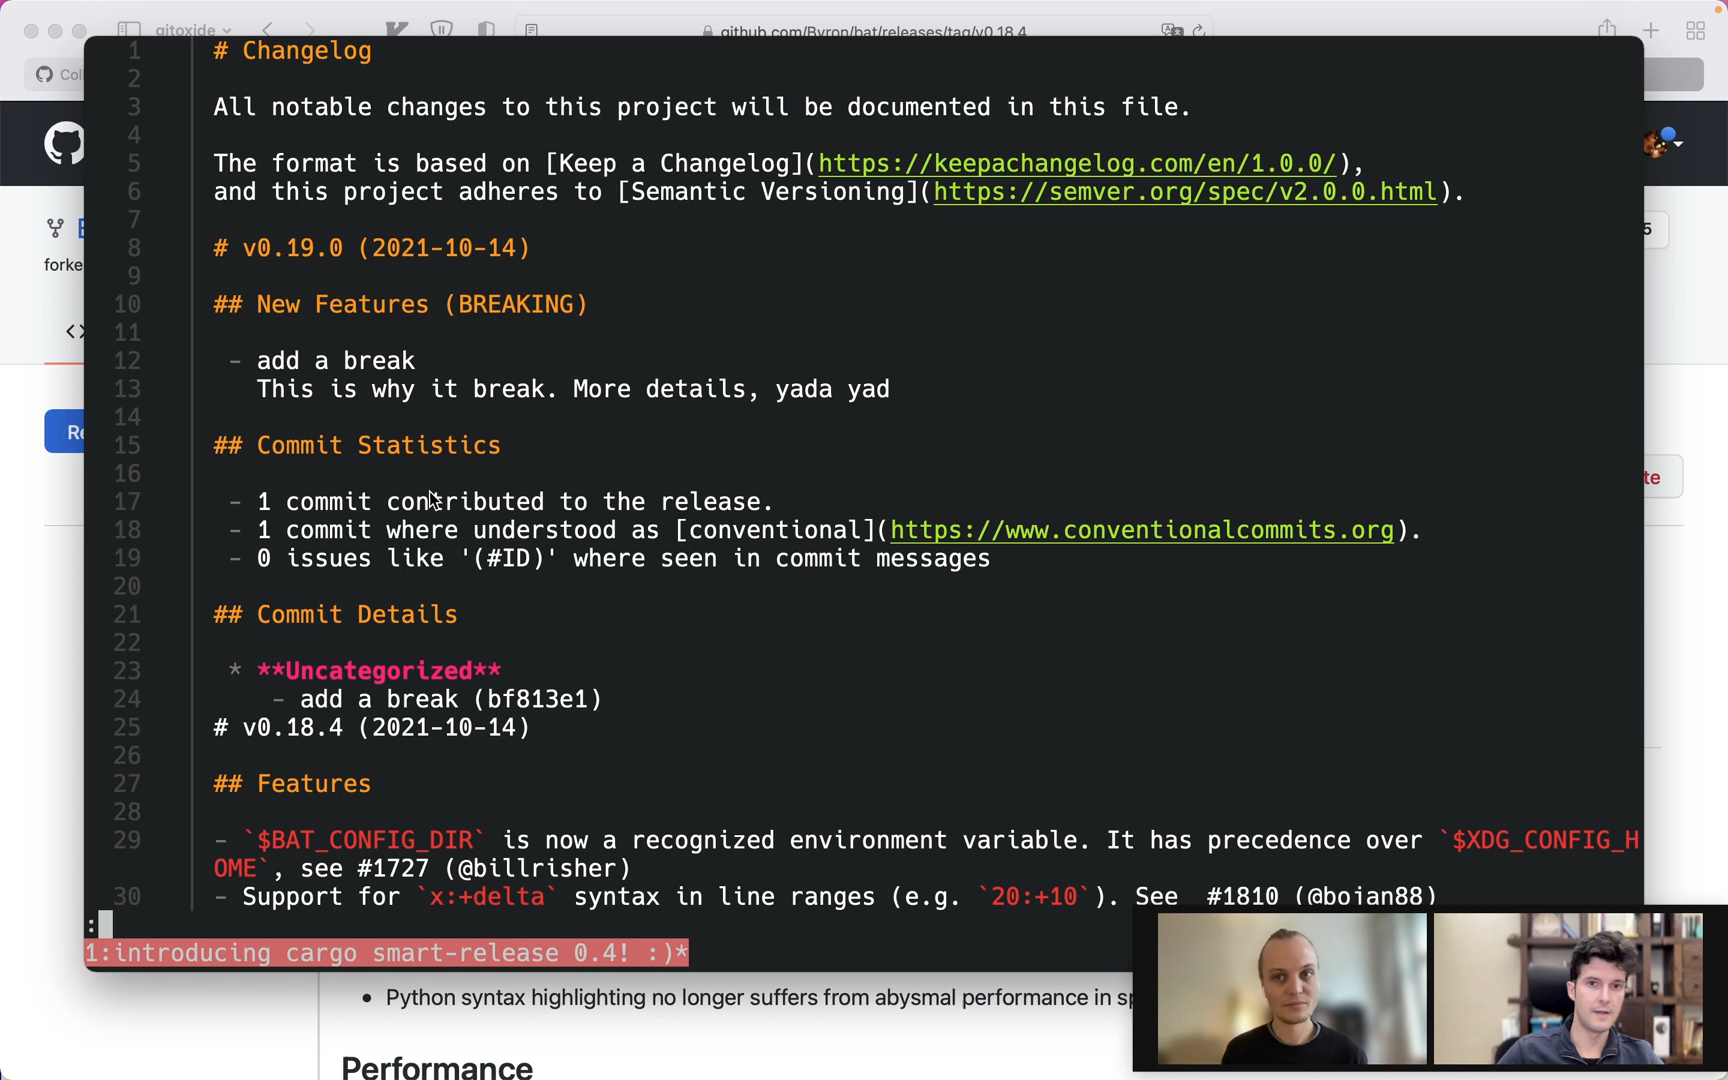 gitoxide
github.com/Byron/bat/releases/tag/v0.18.4
Col
1 # Changelog
2
3 All notable changes to this project will be documented in this file.
4
5 The format is based on [Keep a Changelog](https://keepachangelog.com/en/1.0.0/),
6 and this project adheres to [Semantic Versioning](https://semver.org/spec/v2.0.0.html).
7
8 # v0.19.0 (2021-10-14)
9
10 ## New Features (BREAKING)
11
12 - add a break
13 This is why it break. More details, yada yad
14
15 ## Commit Statistics
16
17 - 1 commit contributed to the release.
18 - 1 commit where understood as [conventional](https://www.conventionalcommits.org).
19 - 0 issues like '(#ID)' where seen in commit messages
20
21 ## Commit Details
22
23 * **Uncategorized**
24 - add a break (bf813e1)
25 # v0.18.4 (2021-10-14)
26
27 ## Features
28
29 - `$BAT_CONFIG_DIR` is now a recognized environment variable. It has precedence over `$XDG_CONFIG_H
OME`, see #1727 (@billrisher)
30 - Support for `x:+delta` syntax in line ranges (e.g. `20:+10`). See  #1810 (@bojan88)
:
1:introducing cargo smart-release 0.4! :)*
forke
Re
5
te
• Python syntax highlighting no longer suffers from abysmal performance in sp
Performance